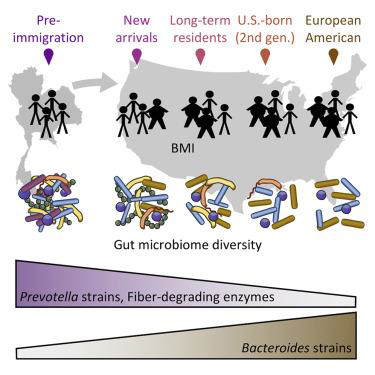 Pre-
immigration
New
arrivals
Long-term
residents
U.S.-born
(2nd gen.)
European
American
BMI
Gut microbiome diversity
Prevotella strains, Fiber-degrading enzymes
Bacteroides strains